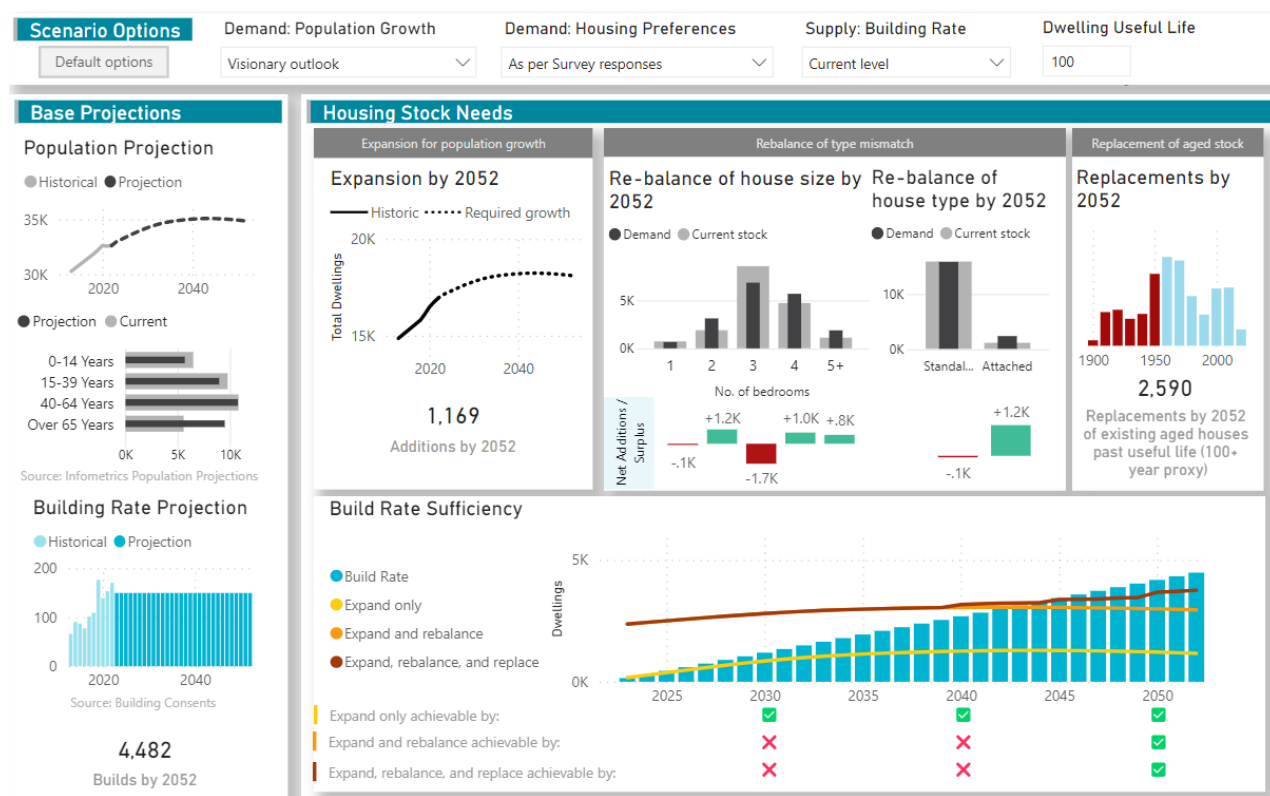 Scenario Options
Default options
Demand: Population Growth
Visionary outlook
Demand: Housing Preferences
As per Survey responses
Supply: Building Rate
Current level
Dwelling Useful Life
100
Base Projections
Population Projection
Historical Projection
35K
30K
2020 2040
Projection Current
0-14 Years
15-39 Years
40-64 Years
Over 65 Years
0K 5K 10K
Source: Infometrics Population Projections
Building Rate Projection
Historical Projection
200
100
0
2020 2040
Source: Building Consents
4,482
Builds by 2052
Housing Stock Needs
Expansion for population growth
Expansion by 2052
Historic Required growth
20K
Total Dwellings
15K
2020 2040
1,169
Additions by 2052
Rebalance of type mismatch
Re-balance of house size by
2052
Demand Current stock
5K
0K
1 2 3 4 5+
No. of bedrooms
Net Additions /
Surplus
-.1K +1.2K -1.7K +1.0K +.8K
Re-balance of
house type by 2052
Demand Current stock
10K
0K
Standal... Attached
-.1K +1.2K
Replacement of aged stock
Replacements by
2052
1900 1950 2000
2,590
Replacements by 2052
of existing aged houses
past useful life (100+
year proxy)
Build Rate Sufficiency
Build Rate
Expand only
Expand and rebalance
Expand, rebalance, and replace
Dwellings
5K
0K
2025 2030 2035 2040 2045 2050
Expand only achievable by:
Expand and rebalance achievable by:
Expand, rebalance, and replace achievable by: